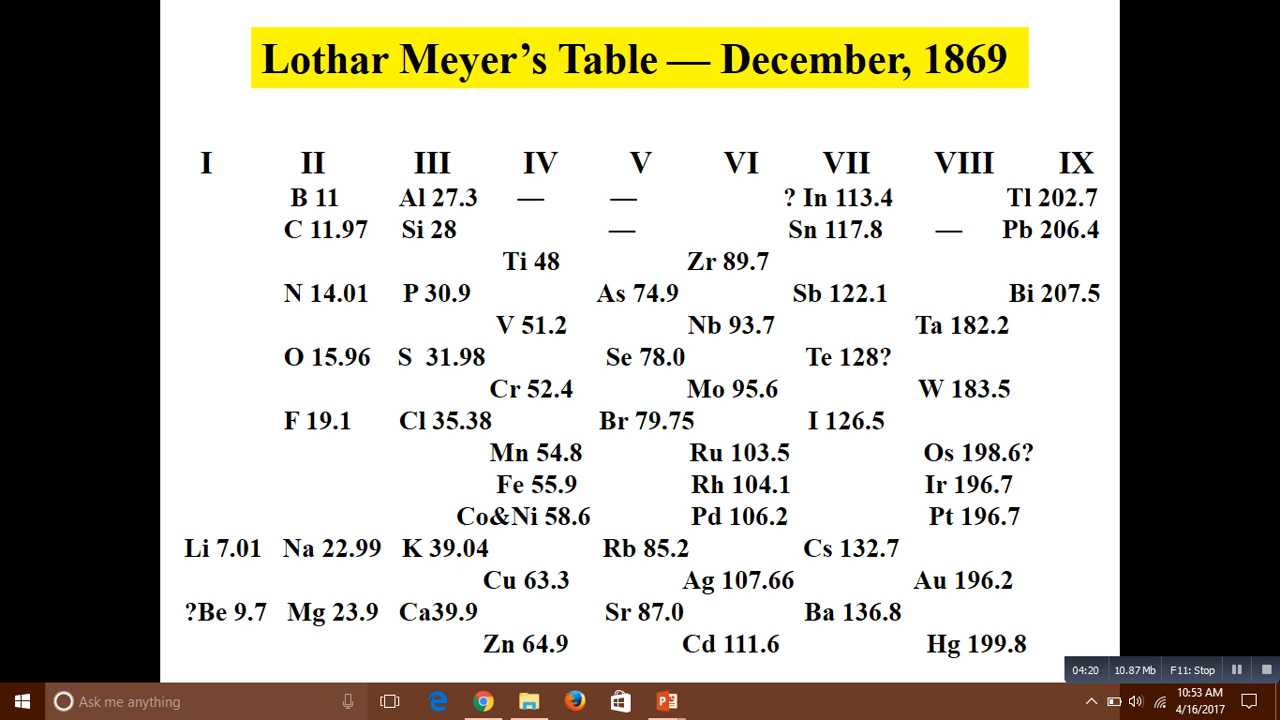 Lothar Meyer’s Table — December, 1869
I II III IV V VI VII VIII IX
B 11 Al 27.3 — — ? In 113.4 Tl 202.7
C 11.97 Si 28 — Sn 117.8 — Pb 206.4
Ti 48 Zr 89.7
N 14.01 P 30.9 As 74.9 Sb 122.1 Bi 207.5
V 51.2 Nb 93.7 Ta 182.2
O 15.96 S 31.98 Se 78.0 Te 128?
Cr 52.4 Mo 95.6 W 183.5
F 19.1 Cl 35.38 Br 79.75 I 126.5
Mn 54.8 Ru 103.5 Os 198.6?
Fe 55.9 Rh 104.1 Ir 196.7
Co&Ni 58.6 Pd 106.2 Pt 196.7
Li 7.01 Na 22.99 K 39.04 Rb 85.2 Cs 132.7
Cu 63.3 Ag 107.66 Au 196.2
?Be 9.7 Mg 23.9 Ca39.9 Sr 87.0 Ba 136.8
Zn 64.9 Cd 111.6 Hg 199.8
04:20 10.87 Mb F11: Stop
Ask me anything
10:53 AM
4/16/2017